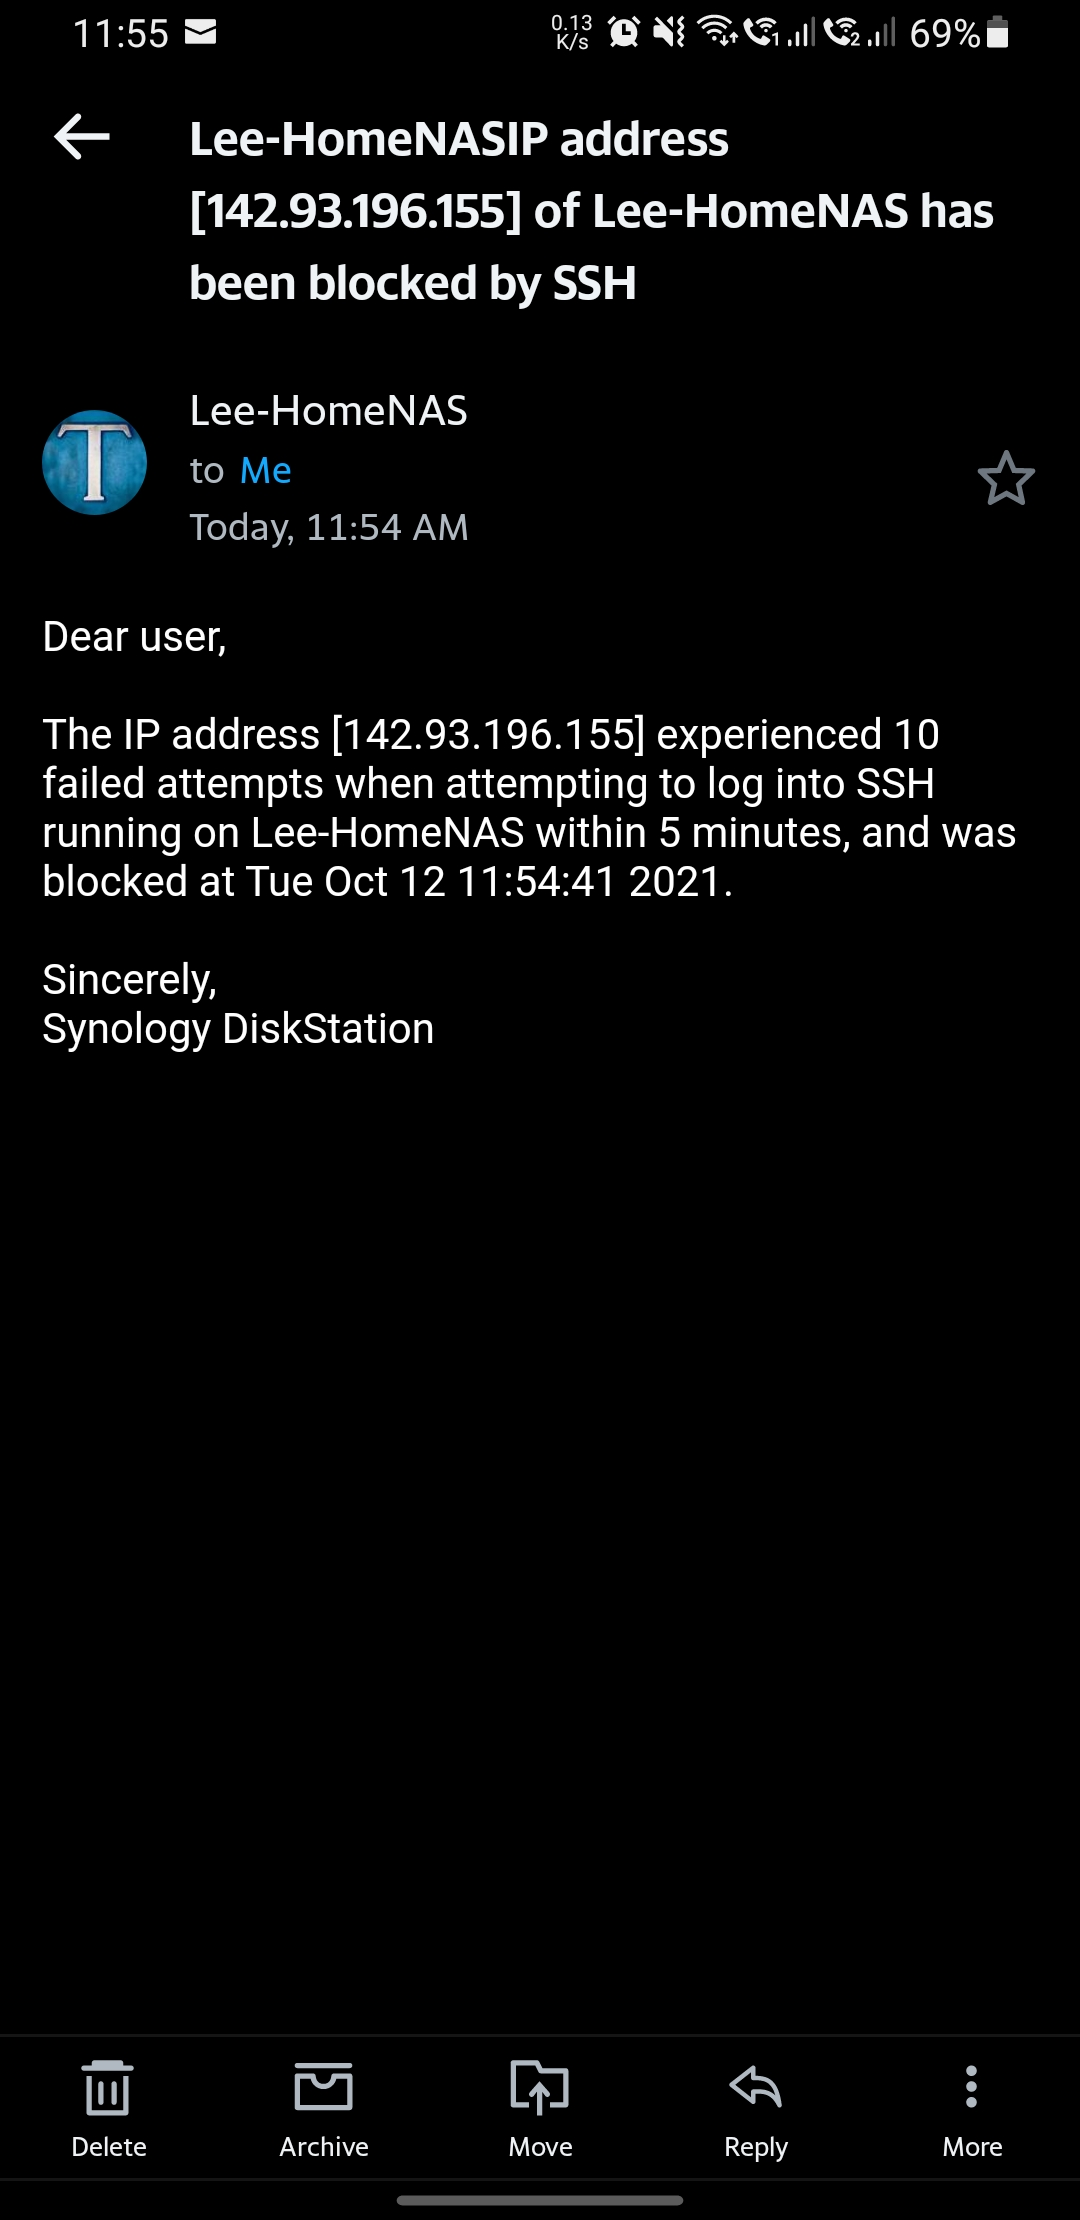 11:55
0.13
K/s
1
2
69%
Lee-HomeNASIP address
[142.93.196.155] of Lee-HomeNAS has
been blocked by SSH
T
Lee-HomeNAS
to Me
Today, 11:54 AM
Dear user,
The IP address [142.93.196.155] experienced 10
failed attempts when attempting to log into SSH
running on Lee-HomeNAS within 5 minutes, and was
blocked at Tue Oct 12 11:54:41 2021.
Sincerely,
Synology DiskStation
Delete
Archive
Move
Reply
More